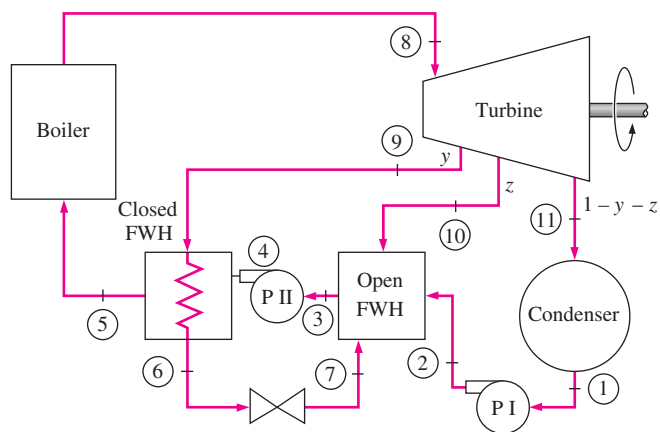 8
Boiler
Turbine
9
y
z
1 – y – z
Closed
FWH
10
11
4
Open
FWH
P II
Condenser
5
3
6
7
2
1
P I